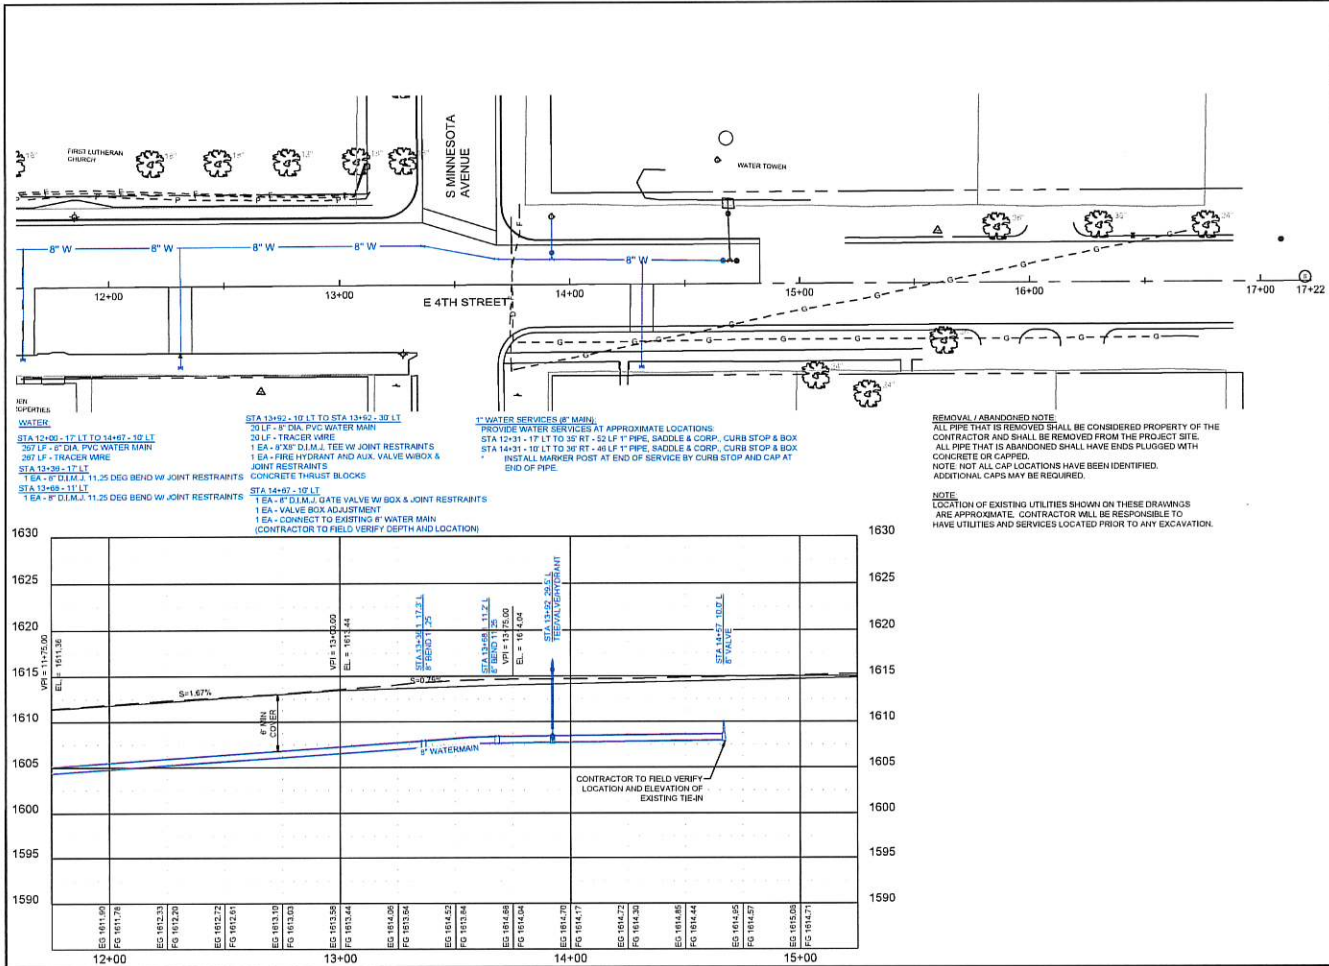 FIRST LUTHERAN
CHURCH
S MINNESOTA
AVENUE
WATER TOWER
8" W
8" W
8" W
8" W
8" W
12+00
13+00
14+00
15+00
16+00
17+00
17+22
E 4TH STREET
WATER:
STA 12+00 - 17' LT TO 14+67 - 10' LT
267 LF - 8" DIA. PVC WATER MAIN
267 LF - TRACER WIRE
STA 13+39 - 17' LT
1 EA - 8" D.I.M.J. 11.25 DEG BEND W/ JOINT RESTRAINTS
STA 13+68 - 11' LT
1 EA - 8" D.I.M.J. 11.25 DEG BEND W/ JOINT RESTRAINTS
STA 13+92 - 10' LT TO STA 13+92 - 30' LT
20 LF - 8" DIA. PVC WATER MAIN
20 LF - TRACER WIRE
1 EA - 8"X8" D.I.M.J. TEE W/ JOINT RESTRAINTS
1 EA - FIRE HYDRANT AND AUX. VALVE W/BOX &
JOINT RESTRAINTS
CONCRETE THRUST BLOCKS
STA 14+67 - 10' LT
1 EA - 8" D.I.M.J. GATE VALVE W/ BOX & JOINT RESTRAINTS
1 EA - VALVE BOX ADJUSTMENT
1 EA - CONNECT TO EXISTING 8" WATER MAIN
(CONTRACTOR TO FIELD VERIFY DEPTH AND LOCATION)
1" WATER SERVICES (8" MAIN):
PROVIDE WATER SERVICES AT APPROXIMATE LOCATIONS:
STA 12+31 - 17' LT TO 35' RT - 52 LF 1" PIPE, SADDLE & CORP., CURB STOP & BOX
STA 14+31 - 10' LT TO 36' RT - 46 LF 1" PIPE, SADDLE & CORP., CURB STOP & BOX
* INSTALL MARKER POST AT END OF SERVICE BY CURB STOP AND CAP AT
END OF PIPE.
REMOVAL / ABANDONED NOTE:
ALL PIPE THAT IS REMOVED SHALL BE CONSIDERED PROPERTY OF THE
CONTRACTOR AND SHALL BE REMOVED FROM THE PROJECT SITE.
ALL PIPE THAT IS ABANDONED SHALL HAVE ENDS PLUGGED WITH
CONCRETE OR CAPPED.
NOTE: NOT ALL CAP LOCATIONS HAVE BEEN IDENTIFIED.
ADDITIONAL CAPS MAY BE REQUIRED.
NOTE:
LOCATION OF EXISTING UTILITIES SHOWN ON THESE DRAWINGS
ARE APPROXIMATE. CONTRACTOR WILL BE RESPONSIBLE TO
HAVE UTILITIES AND SERVICES LOCATED PRIOR TO ANY EXCAVATION.
1630
1625
1620
1615
1610
1605
1600
1595
1590
1630
1625
1620
1615
1610
1605
1600
1595
1590
VPI = 11+75.00
EL. = 1611.36
S=1.67%
6' MIN
COVER
VPI = 13+00.00
EL. = 1613.44
8" BEND 11.25
S=0.75%
8" BEND 11.25
VPI = 13+75.00
EL. = 1614.04
STA 13+92 29.5' L
TEE/VALVE/HYDRANT
STA 14+67 10.0' L
8" VALVE
8" WATERMAIN
CONTRACTOR TO FIELD VERIFY
LOCATION AND ELEVATION OF
EXISTING TIE-IN
EG 1611.90
FG 1611.78
EG 1612.33
FG 1612.20
EG 1612.72
FG 1612.61
EG 1613.10
FG 1613.03
EG 1613.58
FG 1613.44
EG 1614.06
FG 1613.64
EG 1614.52
FG 1613.84
EG 1614.68
FG 1614.04
EG 1614.70
FG 1614.17
EG 1614.72
FG 1614.30
EG 1614.85
FG 1614.44
EG 1614.95
FG 1614.57
EG 1615.08
FG 1614.71
12+00
13+00
14+00
15+00